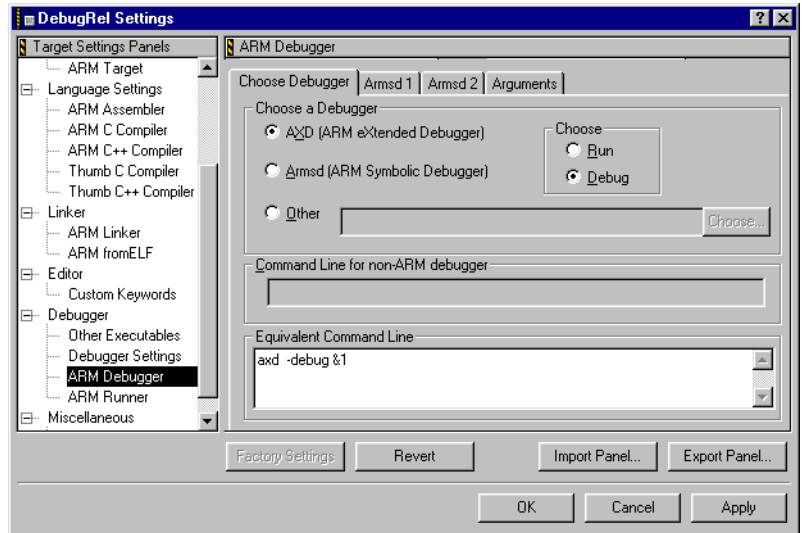 DebugRel Settings
Target Settings Panels
ARM Target
Language Settings
ARM Assembler
ARM C Compiler
ARM C++ Compiler
Thumb C Compiler
Thumb C++ Compiler
Linker
ARM Linker
ARM fromELF
Editor
Custom Keywords
Debugger
Other Executables
Debugger Settings
ARM Debugger
ARM Runner
Miscellaneous
ARM Debugger
Choose Debugger Armsd 1 Armsd 2 Arguments
Choose a Debugger
AXD (ARM eXtended Debugger)
Armsd (ARM Symbolic Debugger)
Other
Choose...
Choose
Run
Debug
Command Line for non-ARM debugger
Equivalent Command Line
axd -debug &1
Factory Settings Revert Import Panel... Export Panel...
OK Cancel Apply